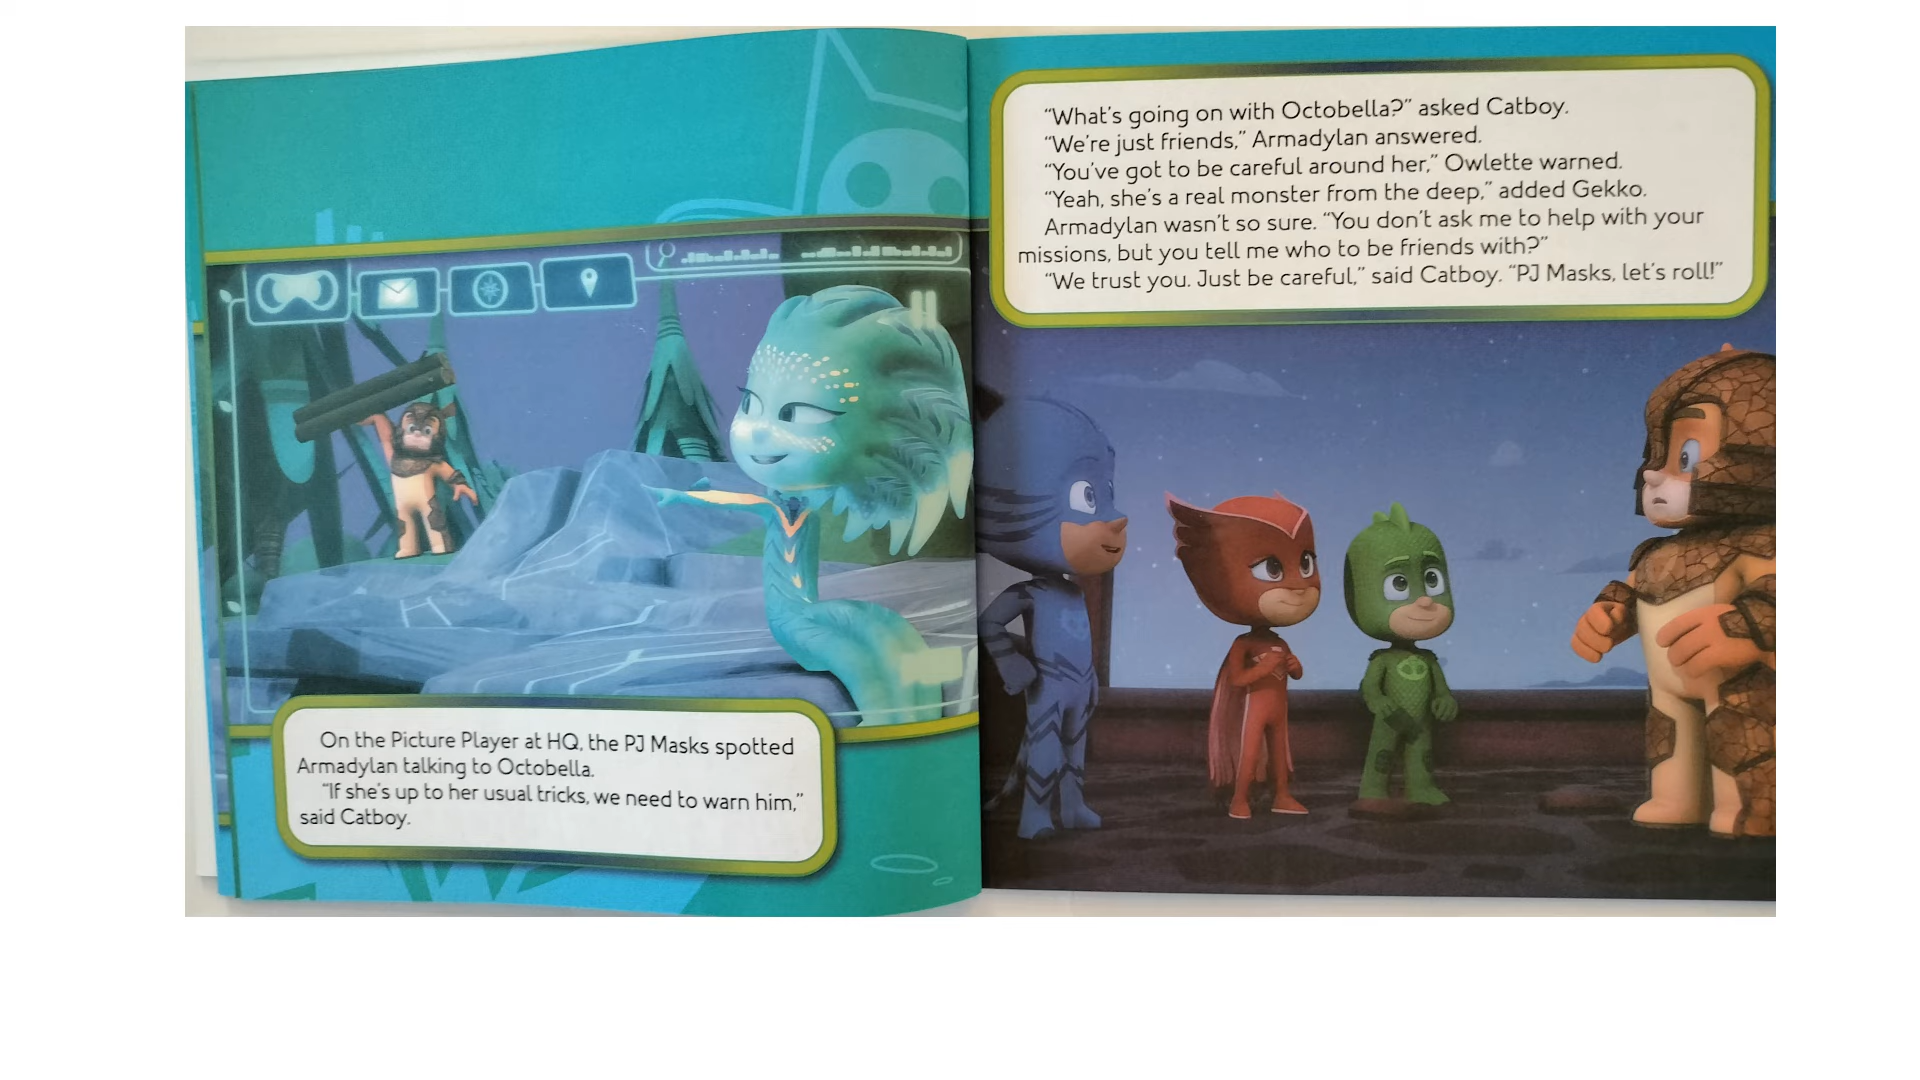 On the Picture Player at HQ, the PJ Masks spotted
Armadylan talking to Octobella.
“If she’s up to her usual tricks, we need to warn him,”
said Catboy.
“What’s going on with Octobella?” asked Catboy.
“We’re just friends,” Armadylan answered.
“You’ve got to be careful around her,” Owlette warned.
“Yeah, she’s a real monster from the deep,” added Gekko.
Armadylan wasn’t so sure. “You don’t ask me to help with your
missions, but you tell me who to be friends with?”
“We trust you. Just be careful,” said Catboy. “PJ Masks, let’s roll!”